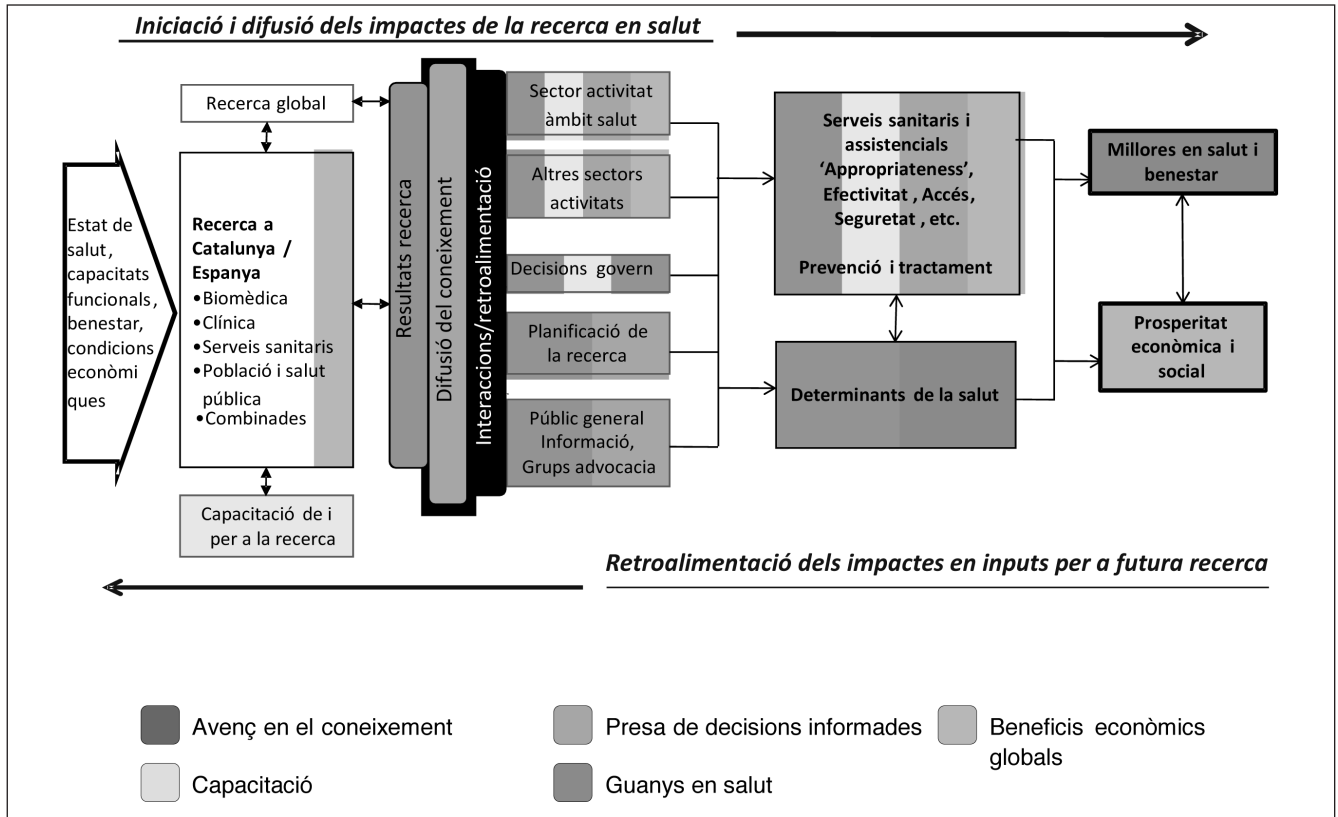 Iniciació i difusió dels impactes de la recerca en salut
Estat de
salut,
capacitats
funcionals,
benestar,
condicions
econòmi
ques
Recerca global
Recerca a
Catalunya /
Espanya
•Biomèdica
•Clínica
•Serveis sanitaris
•Població i salut
pública
•Combinades
Capacitació de i
per a la recerca
Resultats recerca
Difusió del coneixement
Interaccions/retroalimentació
Sector activitat
àmbit salut
Altres sectors
activitats
Decisions govern
Planificació de
la recerca
Públic general
Informació,
Grups advocacia
Serveis sanitaris i
assistencials
‘Appropriateness’,
Efectivitat , Accés,
Seguretat , etc.
Prevenció i tractament
Determinants de la salut
Millores en salut i
benestar
Prosperitat
econòmica i
social
Retroalimentació dels impactes en inputs per a futura recerca
Avenç en el coneixement
Capacitació
Presa de decisions informades
Guanys en salut
Beneficis econòmics
globals